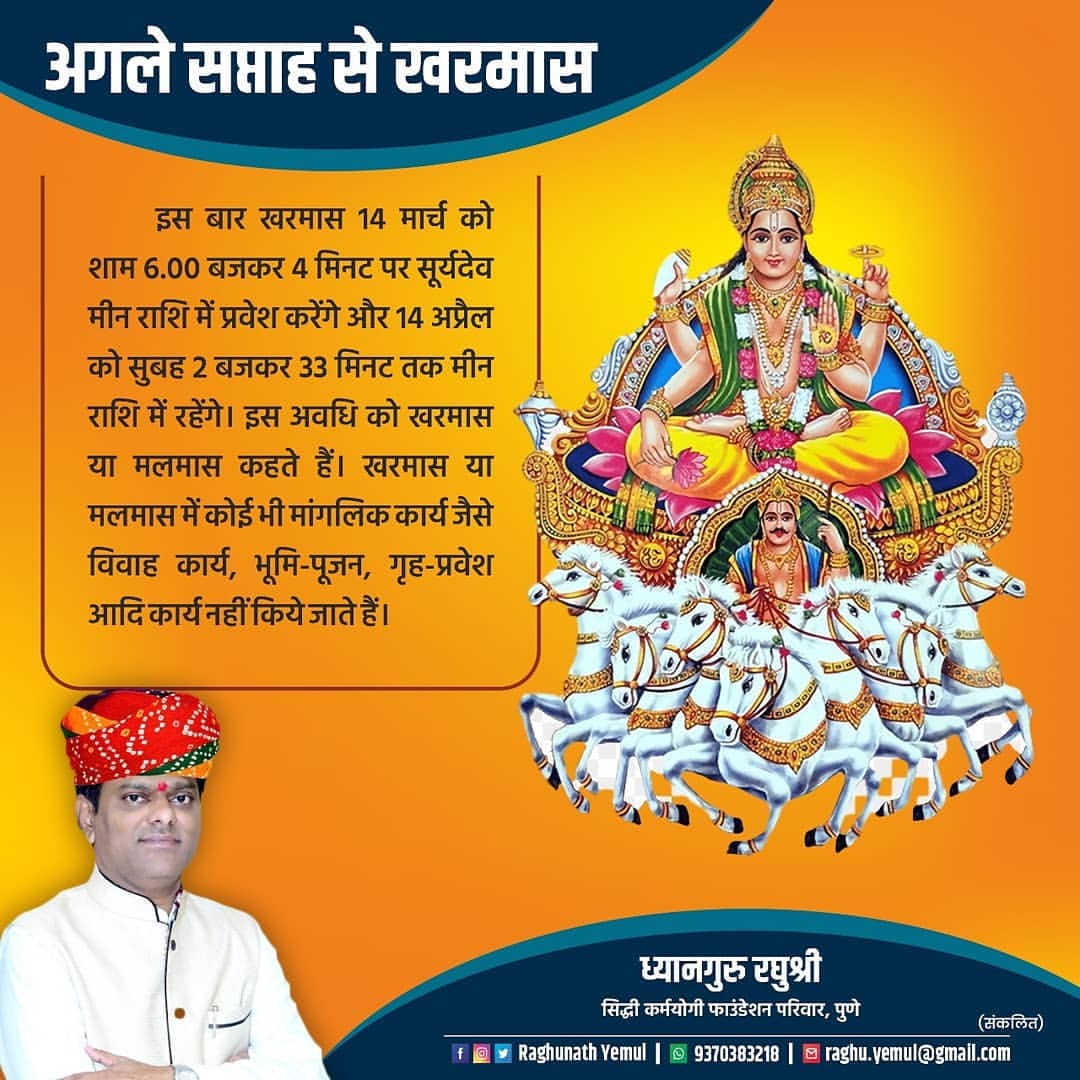 अगले सप्ताह से खरमास
इस बार खरमास 14 मार्च को
शाम 6.00 बजकर 4 मिनट पर सूर्यदेव
मीन राशि में प्रवेश करेंगे और 14 अप्रैल
को सुबह 2 बजकर 33 मिनट तक मीन
राशि में रहेंगे। इस अवधि को खरमास
या मलमास कहते हैं। खरमास या
मलमास में कोई भी मांगलिक कार्य जैसे
विवाह कार्य, भूमि-पूजन, गृह-प्रवेश
आदि कार्य नहीं किये जाते हैं।
ध्यानगुरु रघुश्री
सिद्धी कर्मयोगी फाउंडेशन परिवार, पुणे
(संकलित)
Raghunath Yemul | 9370383218 | raghu.yemul@gmail.com